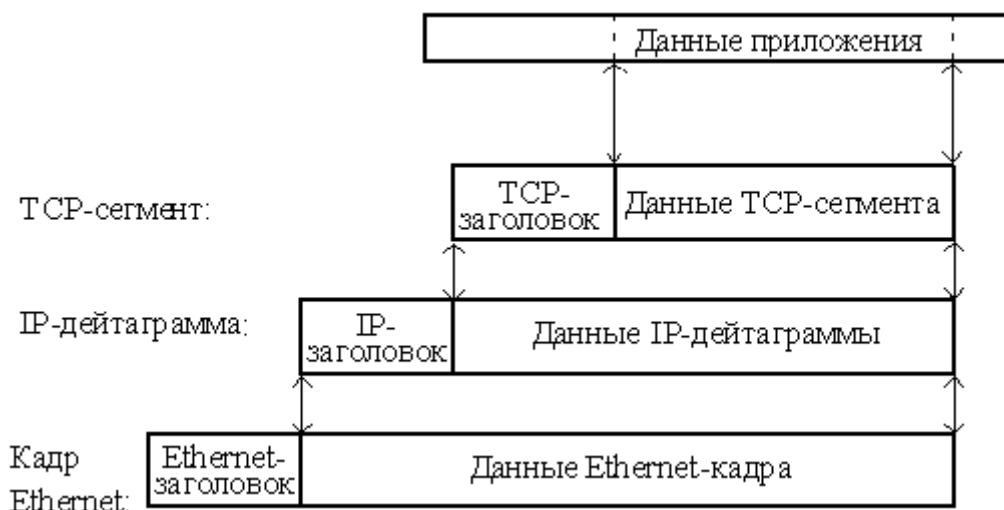 Данные приложения
TCP-сегмент:
TCP-
заголовок
Данные TCP-сегмента
IP-дейтаграмма:
IP-
заголовок
Данные IP-дейтаграммы
Кадр
Ethernet:
Ethernet-
заголовок
Данные Ethernet-кадра